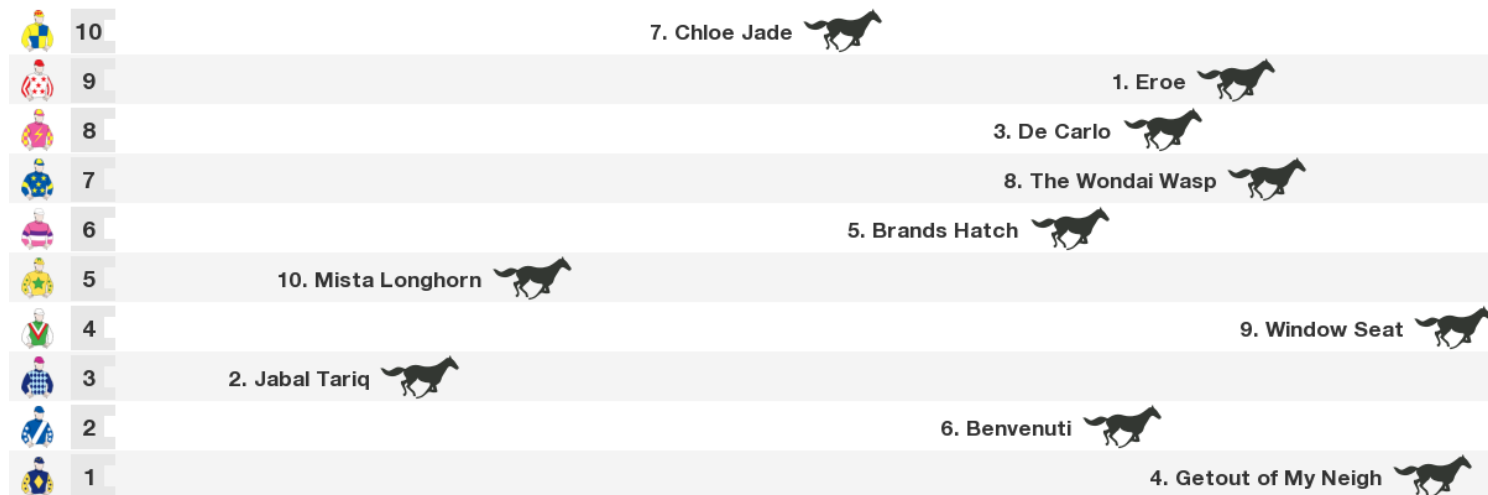 10 7. Chloe Jade
9 1. Eroe
8 3. De Carlo
7 8. The Wondai Wasp
6 5. Brands Hatch
5 10. Mista Longhorn
4 9. Window Seat
3 2. Jabal Tariq
2 6. Benvenuti
1 4. Getout of My Neigh